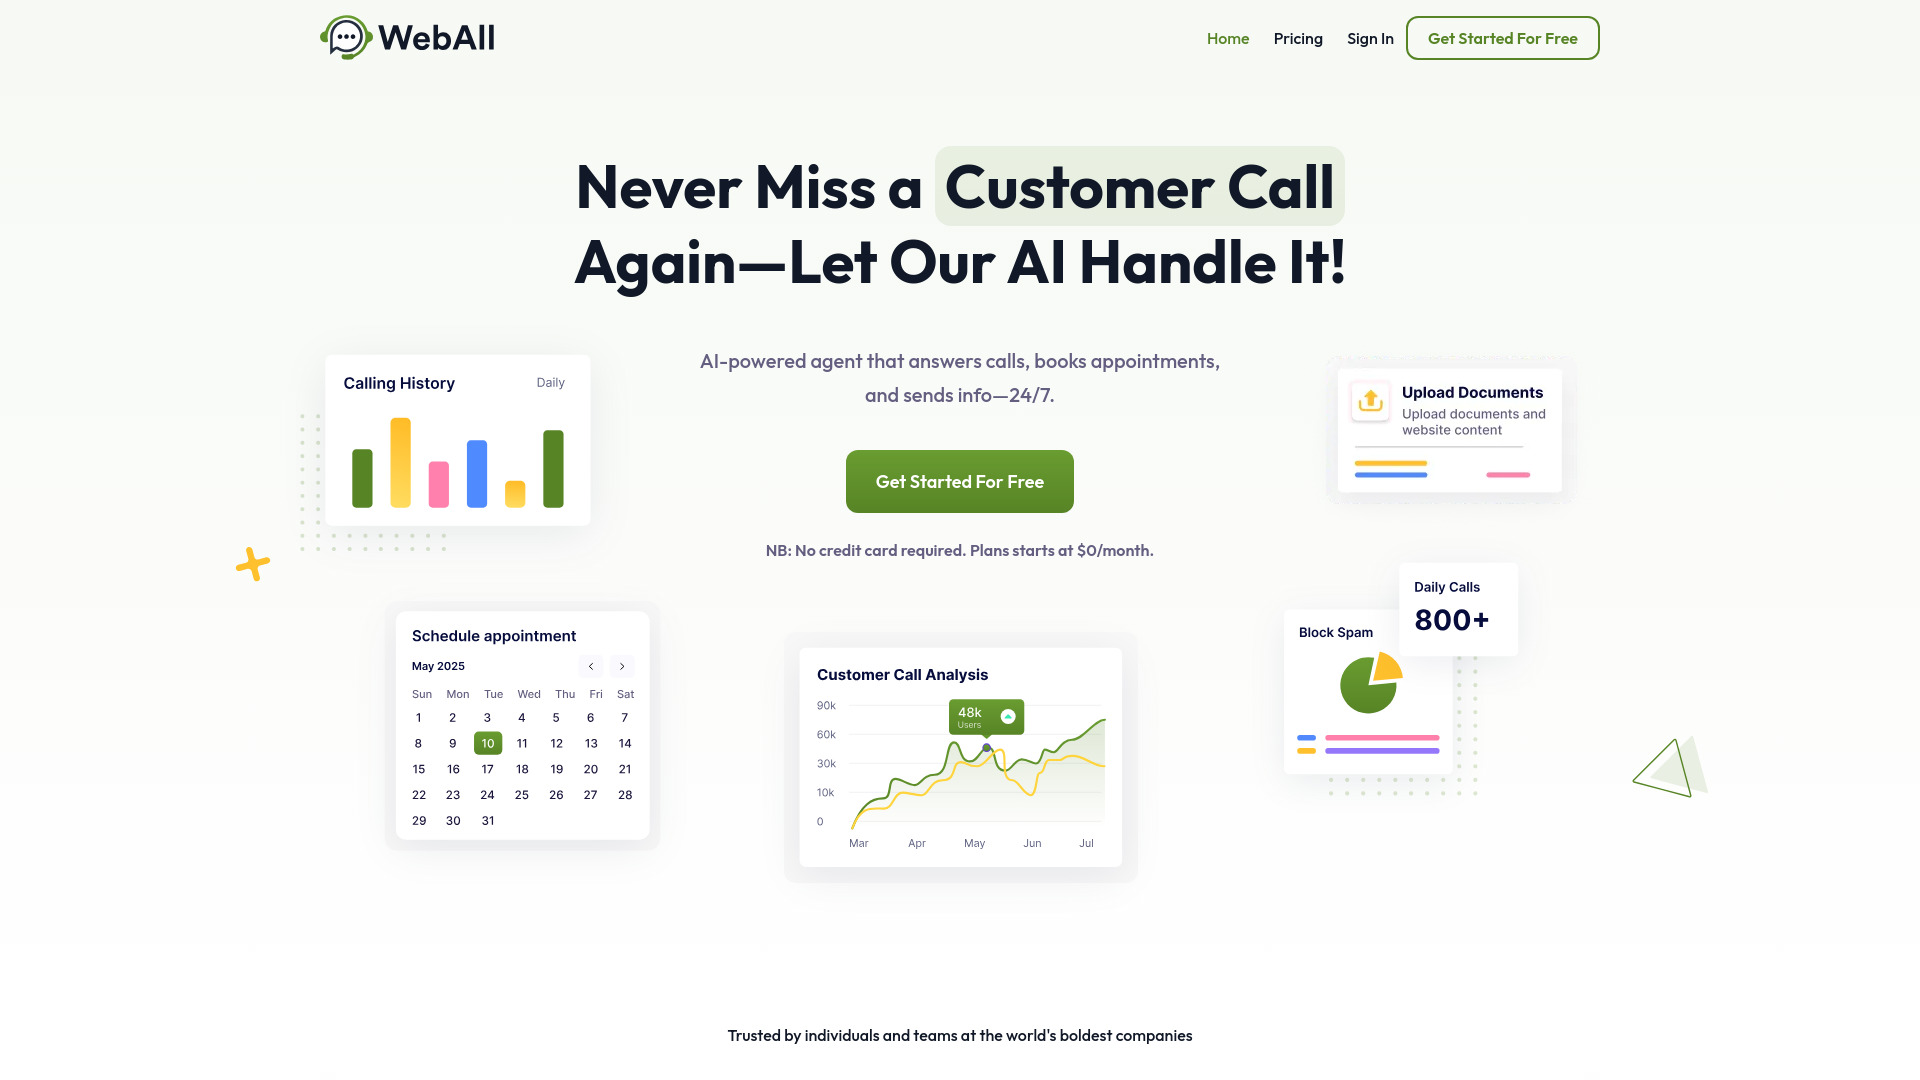 WebAll
Home
Pricing
Sign In
Get Started For Free
Never Miss a Customer Call
Again—Let Our AI Handle It!
AI-powered agent that answers calls, books appointments,
and sends info—24/7.
Get Started For Free
NB: No credit card required. Plans starts at $0/month.
Calling History
Daily
Upload Documents
Upload documents and
website content
Schedule appointment
May 2025
Sun Mon Tue Wed Thu Fri Sat
1 2 3 4 5 6 7
8 9 10 11 12 13 14
15 16 17 18 19 20 21
22 23 24 25 26 27 28
29 30 31
Customer Call Analysis
90k
60k
30k
10k
0
48k
Users
Mar Apr May Jun Jul
Daily Calls
800+
Block Spam
Trusted by individuals and teams at the world's boldest companies